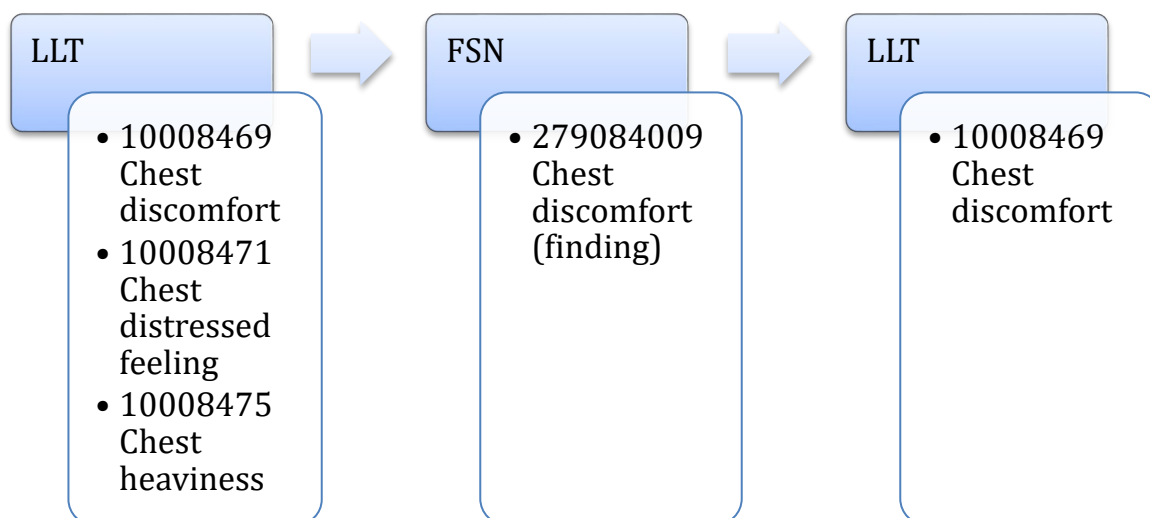 LLT
• 10008469
Chest
discomfort
• 10008471
Chest
distressed
feeling
• 10008475
Chest
heaviness
FSN
• 279084009
Chest
discomfort
(finding)
LLT
• 10008469
Chest
discomfort